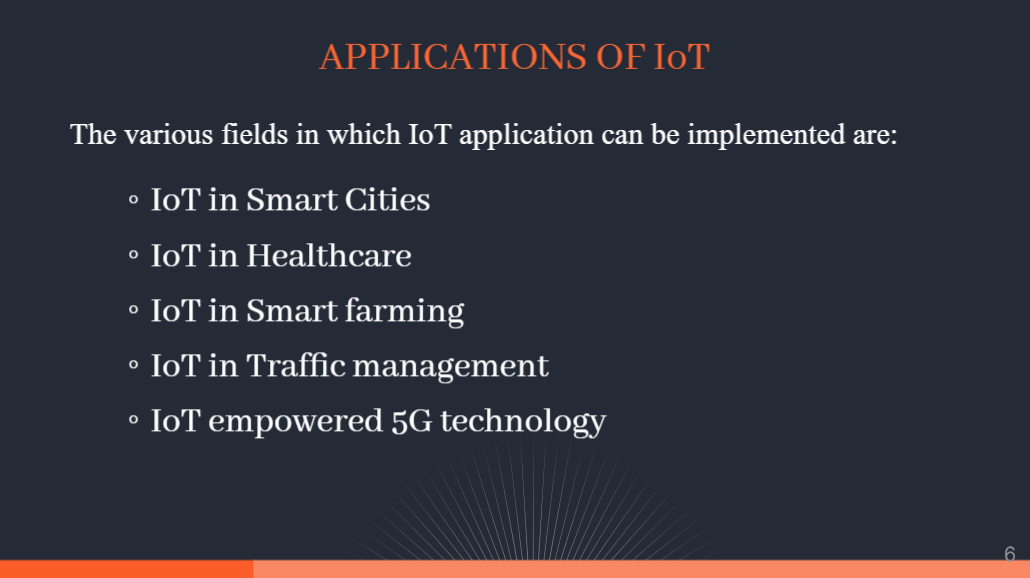 APPLICATIONS OF IoT
The various fields in which IoT application can be implemented are:
◦ IoT in Smart Cities
◦ IoT in Healthcare
◦ IoT in Smart farming
◦ IoT in Traffic management
◦ IoT empowered 5G technology
6